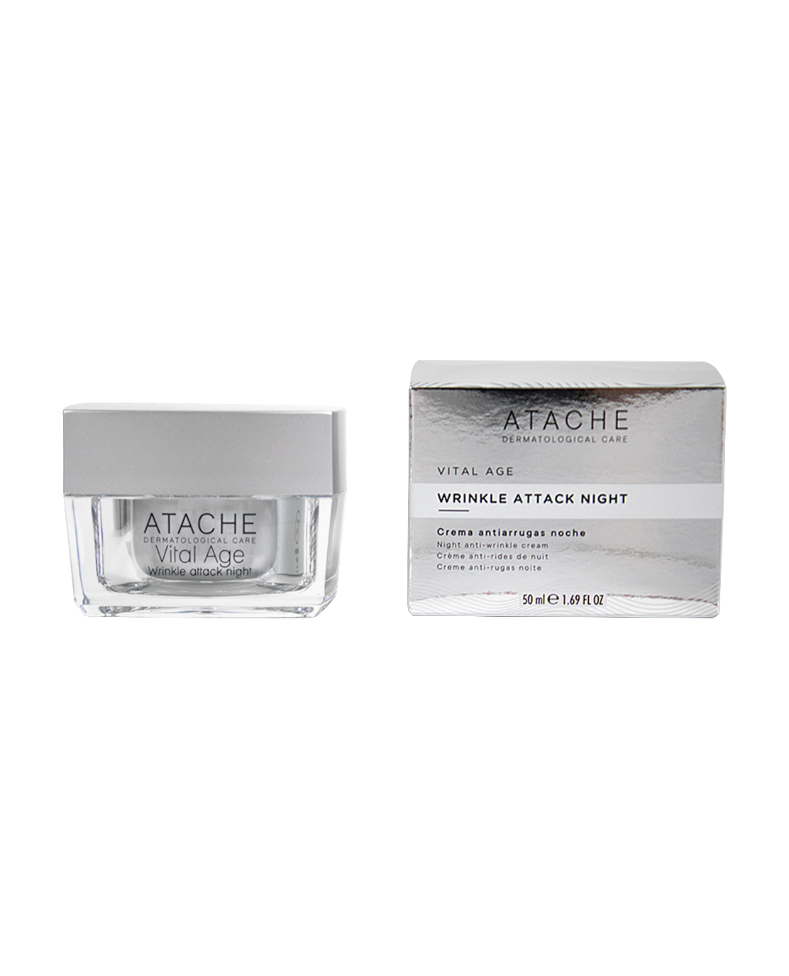 ATACHE
DERMATOLOGICAL CARE
Vital Age
Wrinkle attack night
ATACHE
DERMATOLOGICAL CARE
VITAL AGE
WRINKLE ATTACK NIGHT
Crema antiarrugas noche
Night anti-wrinkle cream
Crème anti-rides de nuit
Creme anti-rugas noite
50 ml ℮ 1.69 FL OZ